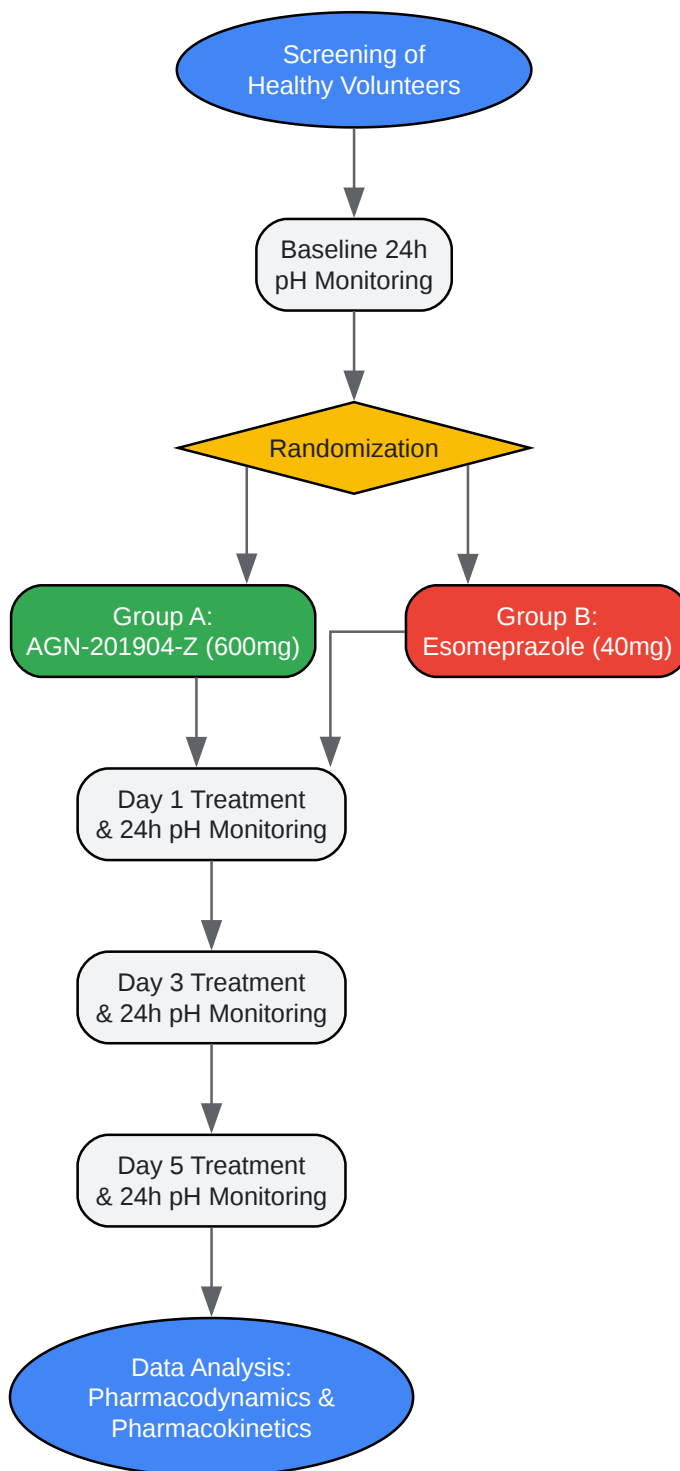 Screening of
Healthy Volunteers
Baseline 24h
pH Monitoring
Randomization
Group A:
AGN-201904-Z (600mg)
Group B:
Esomeprazole (40mg)
Day 1 Treatment
& 24h pH Monitoring
Day 3 Treatment
& 24h pH Monitoring
Day 5 Treatment
& 24h pH Monitoring
Data Analysis:
Pharmacodynamics &
Pharmacokinetics